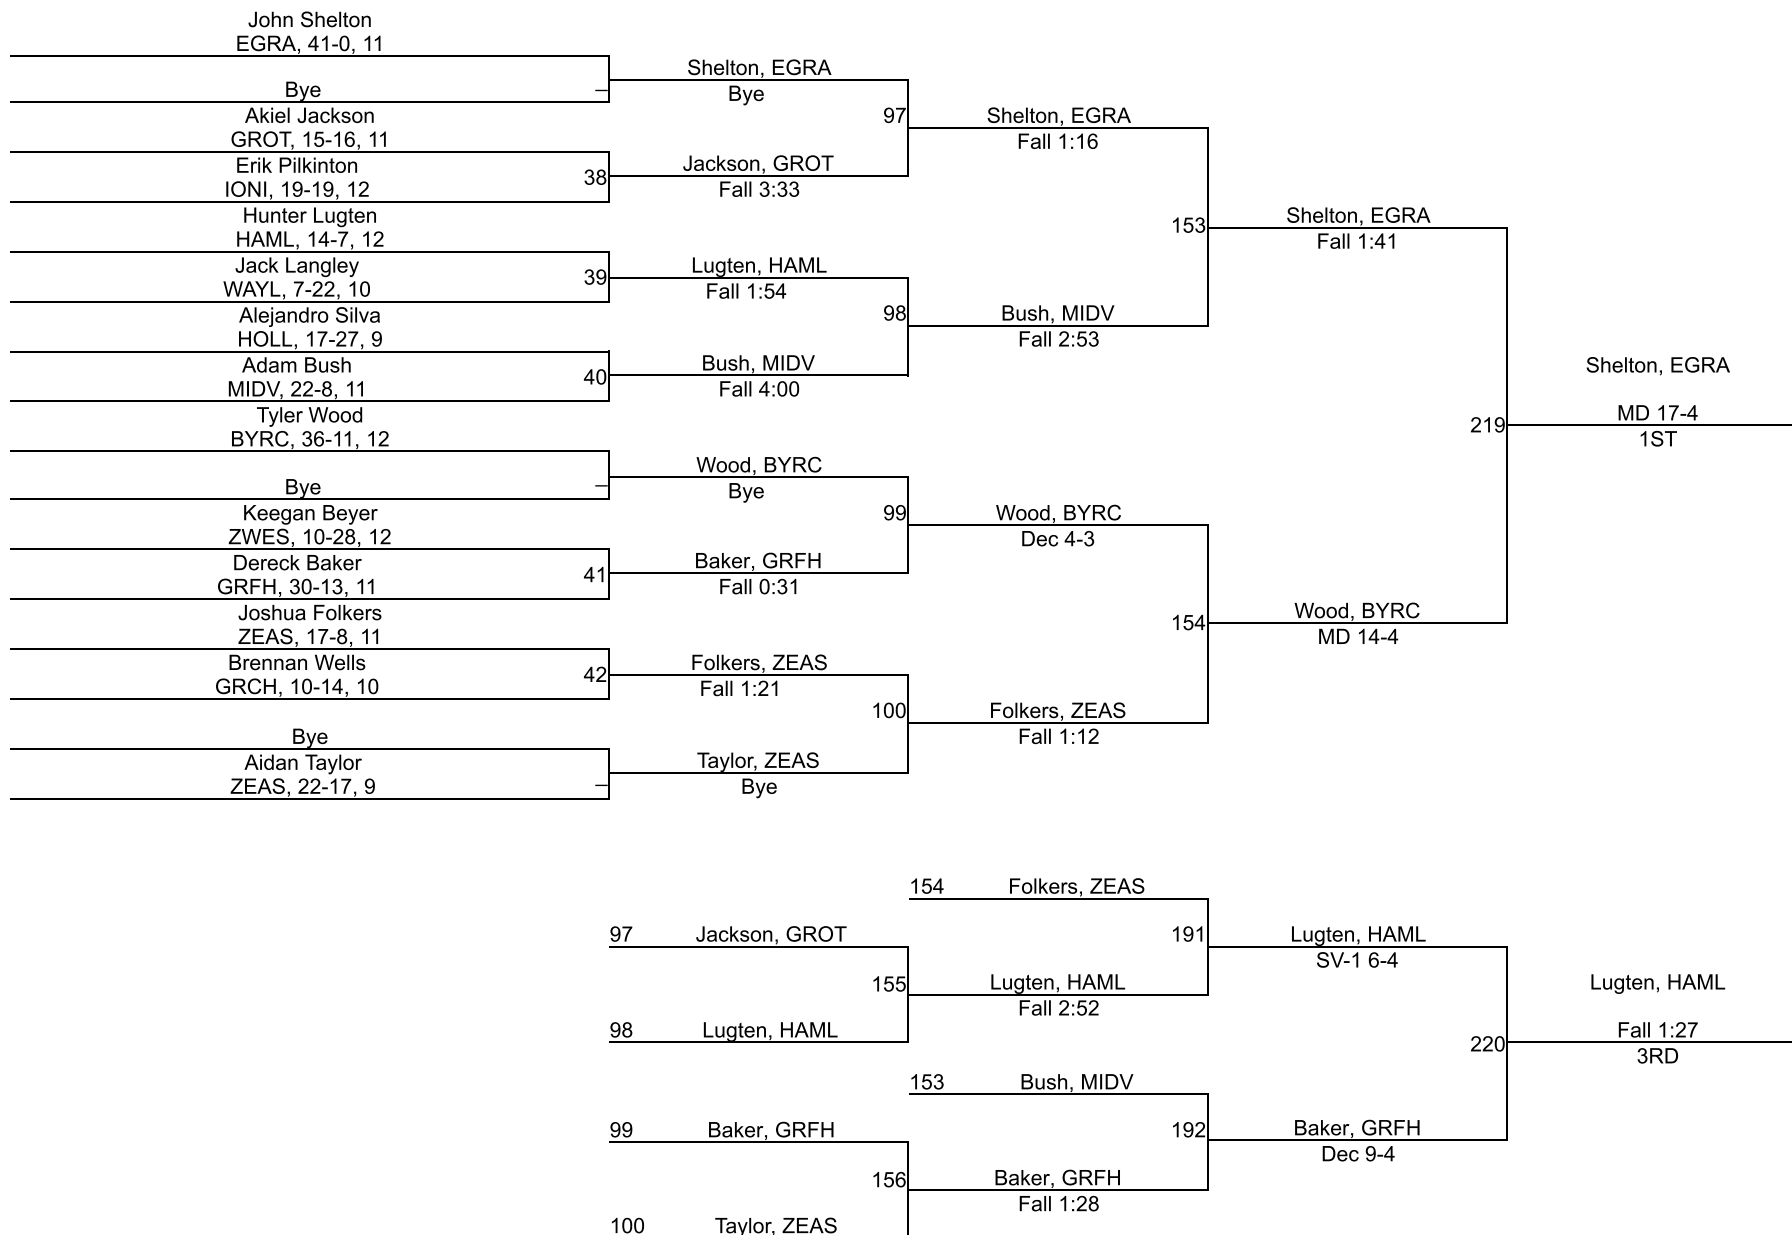 John Shelton
EGRA, 41-0, 11
Bye
–
Akiel Jackson
GROT, 15-16, 11
Erik Pilkinton
IONI, 19-19, 12
38
Hunter Lugten
HAML, 14-7, 12
Jack Langley
WAYL, 7-22, 10
39
Alejandro Silva
HOLL, 17-27, 9
Adam Bush
MIDV, 22-8, 11
40
Tyler Wood
BYRC, 36-11, 12
Bye
–
Keegan Beyer
ZWES, 10-28, 12
Dereck Baker
GRFH, 30-13, 11
41
Joshua Folkers
ZEAS, 17-8, 11
Brennan Wells
GRCH, 10-14, 10
42
Bye
Aidan Taylor
ZEAS, 22-17, 9
–
Shelton, EGRA
Bye
97
Jackson, GROT
Fall 3:33
Lugten, HAML
Fall 1:54
98
Bush, MIDV
Fall 4:00
Wood, BYRC
Bye
99
Baker, GRFH
Fall 0:31
Folkers, ZEAS
Fall 1:21
100
Taylor, ZEAS
Bye
Shelton, EGRA
Fall 1:16
153
Bush, MIDV
Fall 2:53
Wood, BYRC
Dec 4-3
154
Folkers, ZEAS
Fall 1:12
Shelton, EGRA
Fall 1:41
219
Wood, BYRC
MD 14-4
Shelton, EGRA
MD 17-4
1ST
154 Folkers, ZEAS
97 Jackson, GROT
155
98 Lugten, HAML
Lugten, HAML
Fall 2:52
191
153 Bush, MIDV
99 Baker, GRFH
156
100 Taylor, ZEAS
Baker, GRFH
Fall 1:28
192
Lugten, HAML
SV-1 6-4
220
Baker, GRFH
Dec 9-4
Lugten, HAML
Fall 1:27
3RD